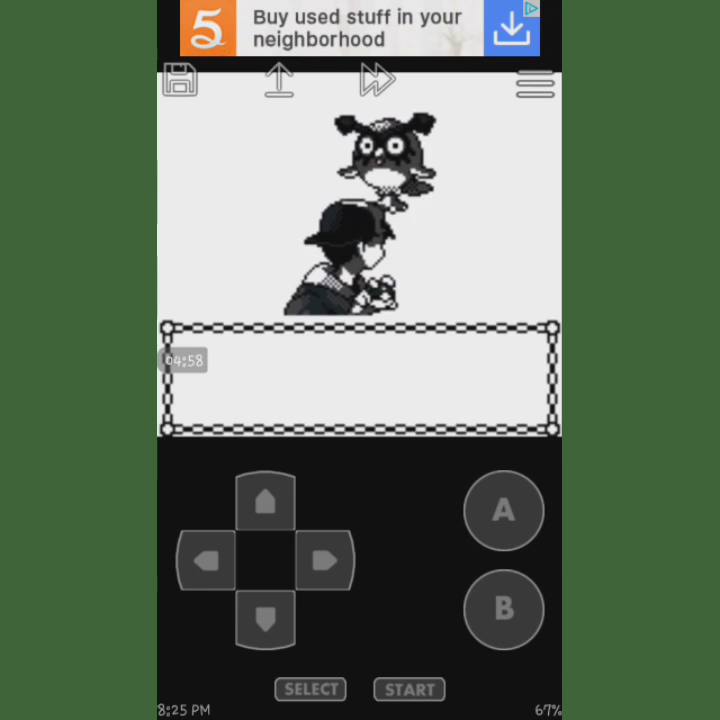 5
Buy used stuff in your
neighborhood
04:58
A
B
SELECT
START
8:25 PM
67%